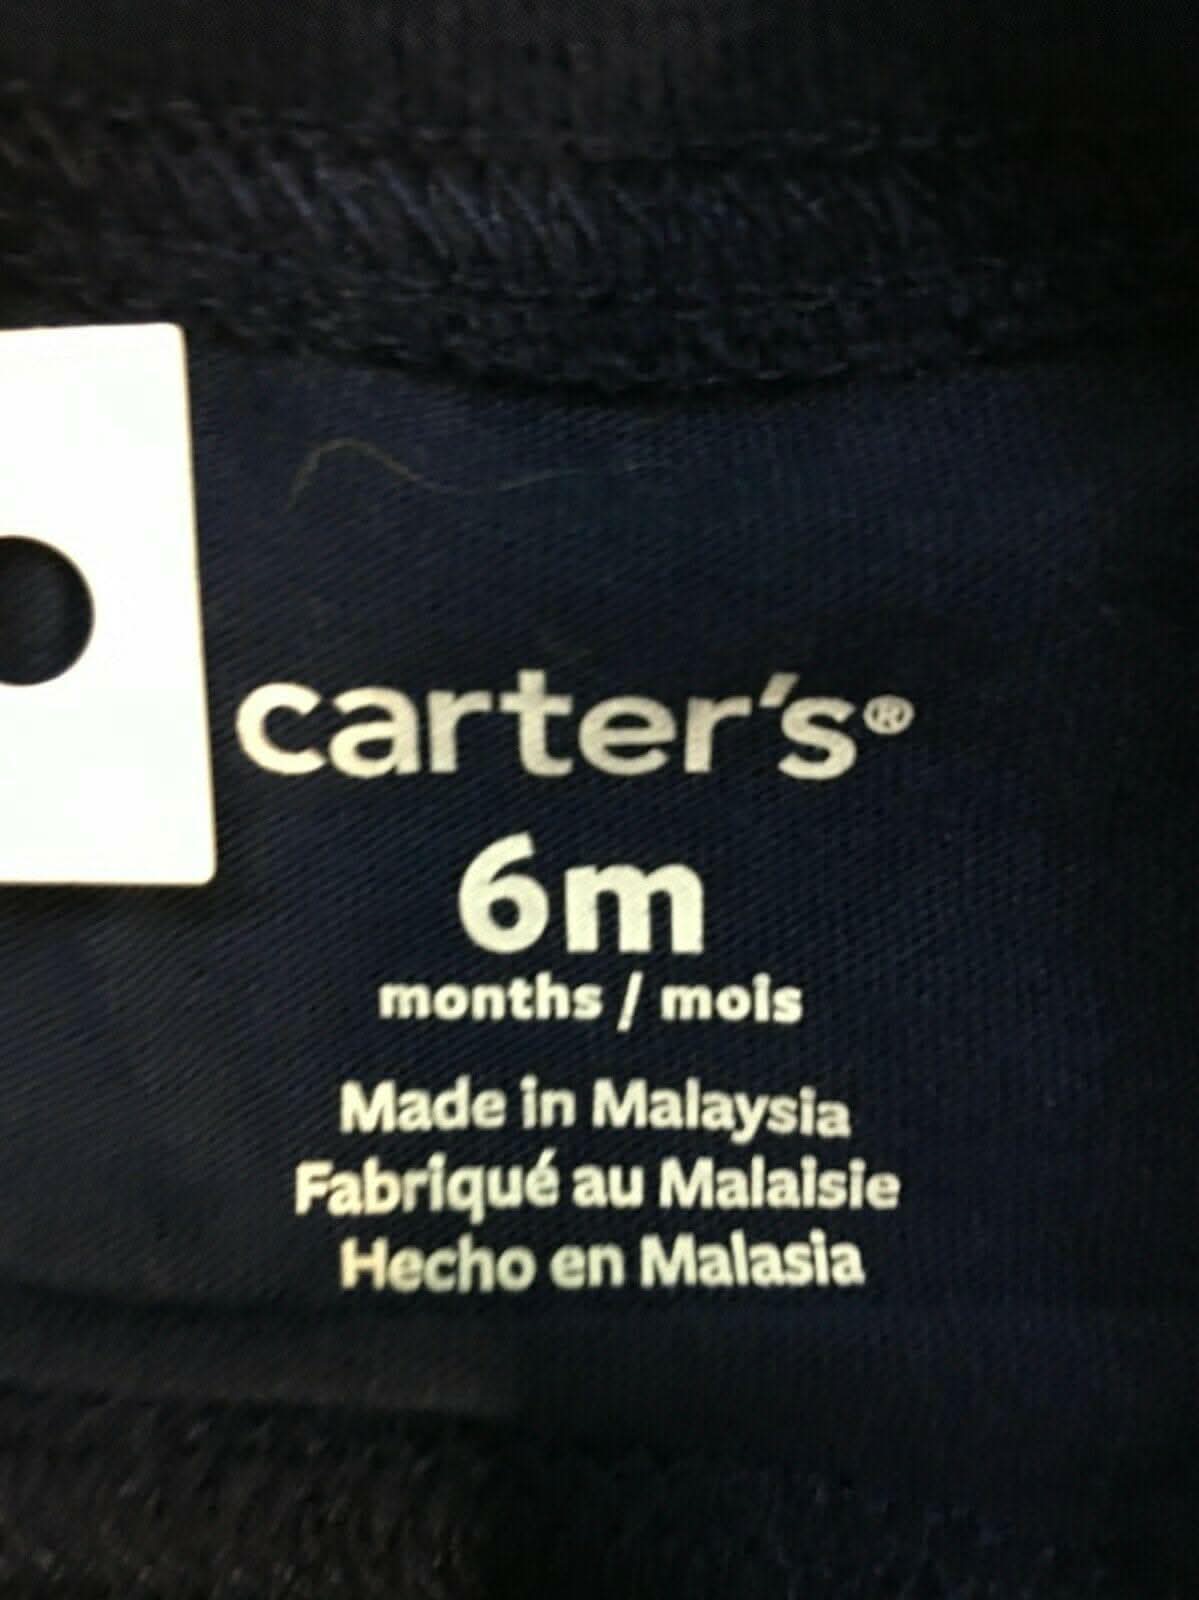 carter's®
6m
months / mois
Made in Malaysia
Fabriqué au Malaisie
Hecho en Malasia